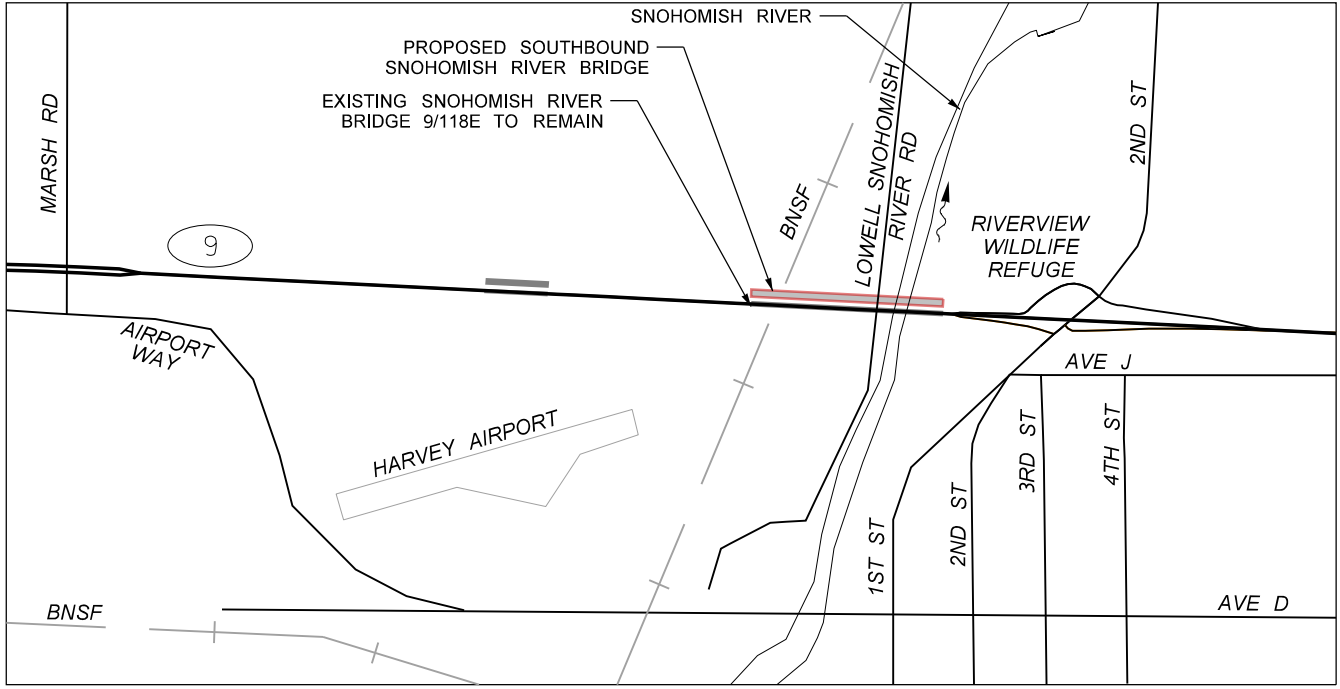 SNOHOMISH RIVER
PROPOSED SOUTHBOUND
SNOHOMISH RIVER BRIDGE
EXISTING SNOHOMISH RIVER
BRIDGE 9/118E TO REMAIN
MARSH RD
9
BNSF
LOWELL SNOHOMISH
RIVER RD
2ND ST
RIVERVIEW
WILDLIFE
REFUGE
AIRPORT
WAY
HARVEY AIRPORT
AVE J
1ST ST
2ND ST
3RD ST
4TH ST
BNSF
AVE D